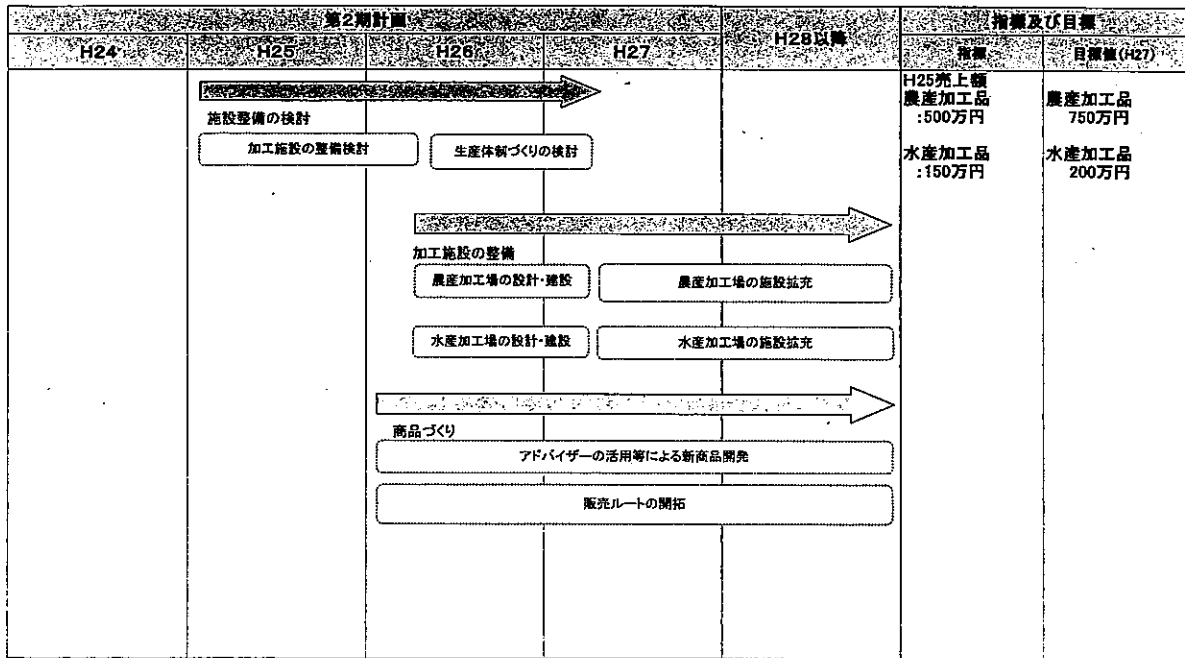 第2期計画
指標及び目標
H24
H25
H26
H27
H28以降
指標
目標値(H27)
施設整備の検討
加工施設の整備検討
生産体制づくりの検討
加工施設の整備
農産加工場の設計・建設
農産加工場の施設拡充
水産加工場の設計・建設
水産加工場の施設拡充
商品づくり
アドバイザーの活用等による新商品開発
販売ルートの開拓
H25売上額
農産加工品
:500万円
農産加工品
750万円
水産加工品
:150万円
水産加工品
200万円